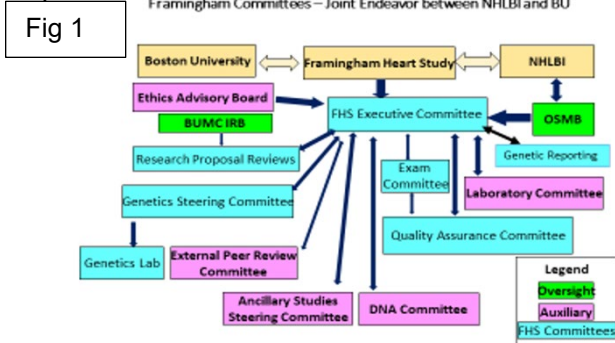 Framingham Committees – Joint Endeavor between NHLBI and BU
Fig 1
Boston University
Framingham Heart Study
NHLBI
Ethics Advisory Board
BUMC IRB
FHS Executive Committee
OSMB
Research Proposal Reviews
Exam
Committee
Genetic Reporting
Laboratory Committee
Genetics Steering Committee
Quality Assurance Committee
Genetics Lab
External Peer Review
Committee
Ancillary Studies
Steering Committee
DNA Committee
Legend
Oversight
Auxiliary
FHS Committees